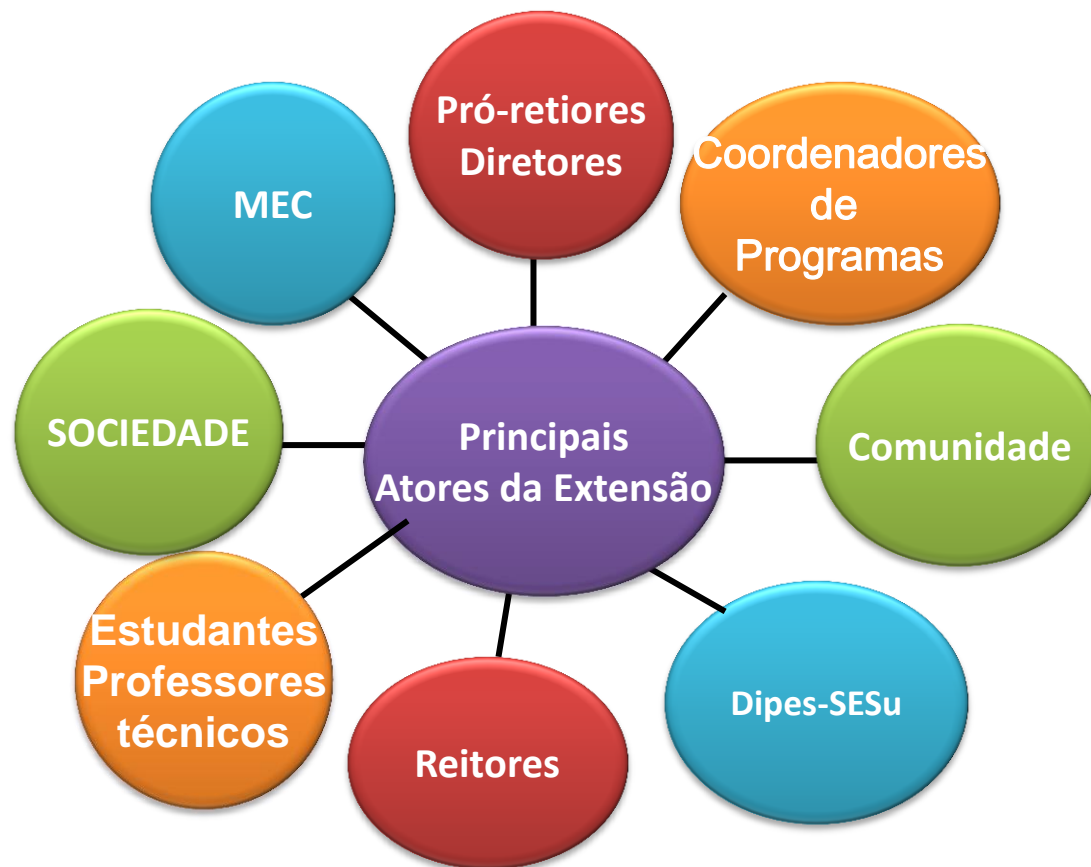 Pró-retiores
Diretores
Coordenadores
de
Programas
MEC
SOCIEDADE
Principais
Atores da Extensão
Comunidade
Estudantes
Professores
técnicos
Reitores
Dipes-SESu